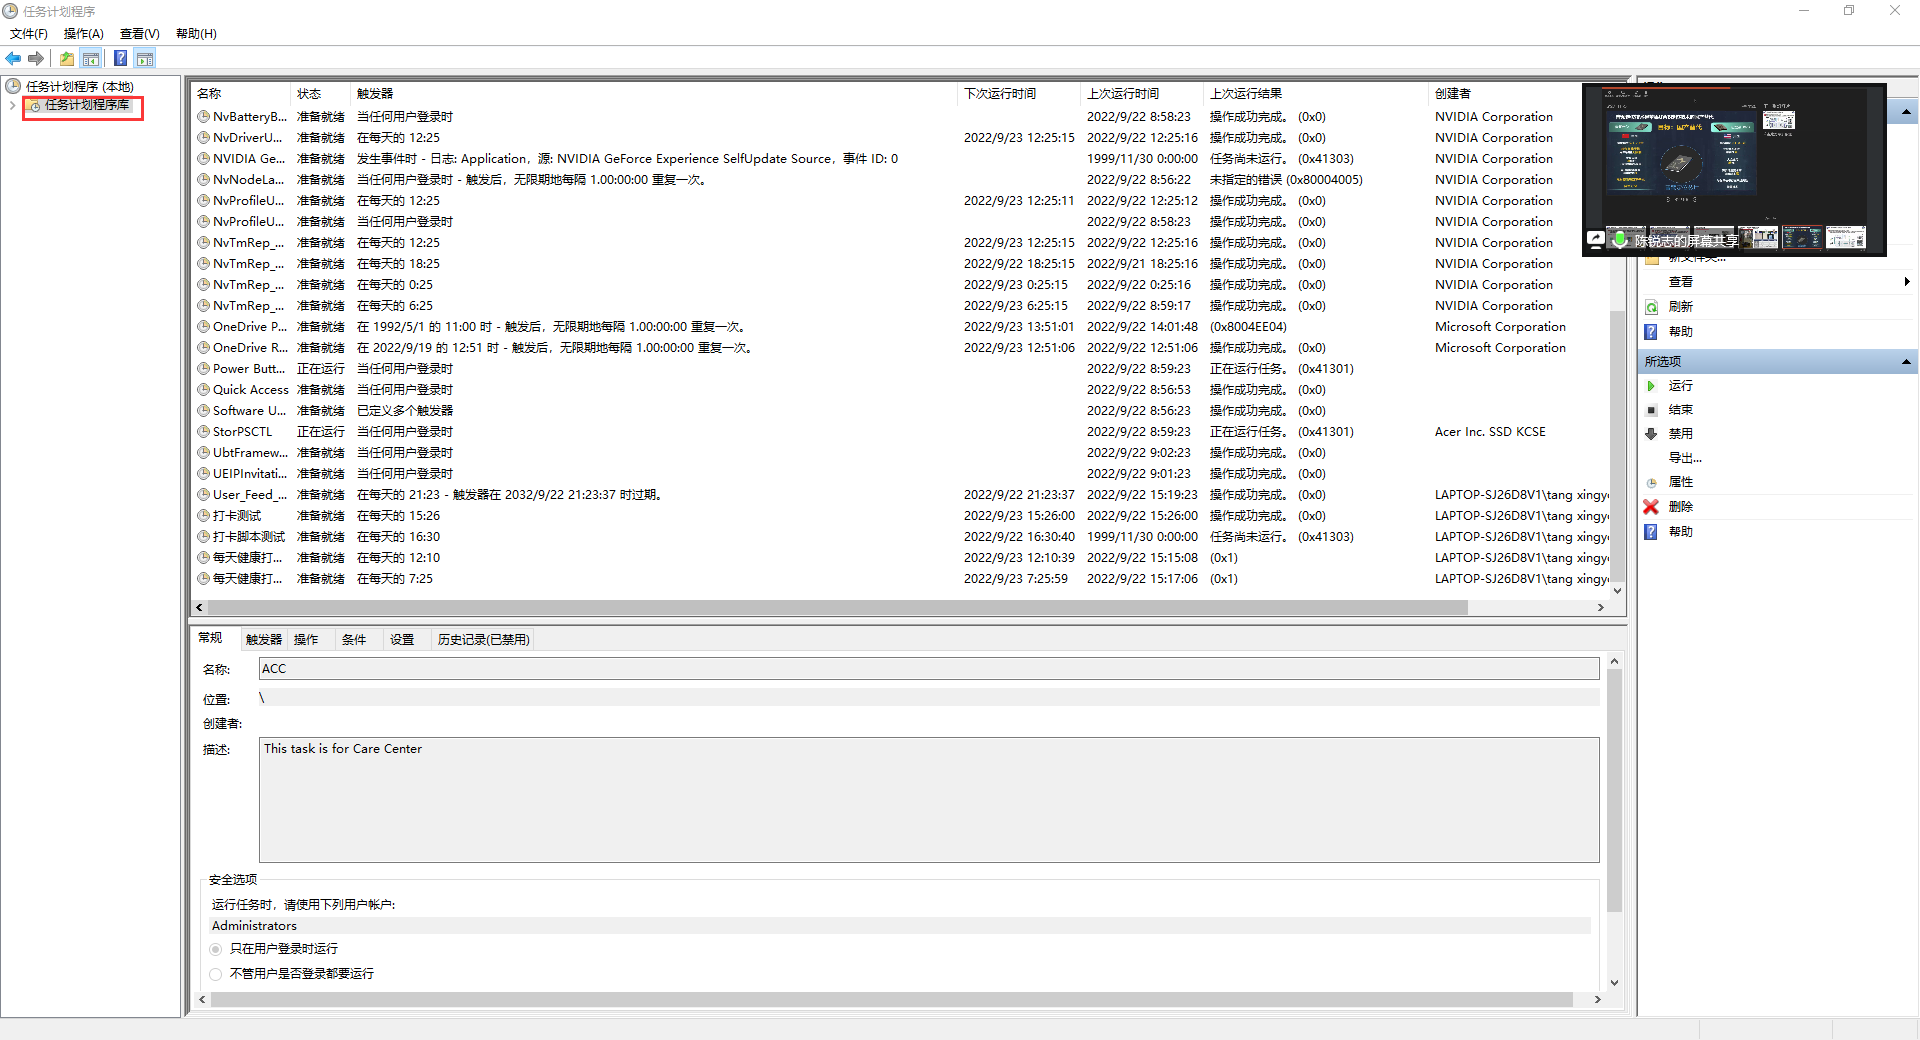 任务计划程序
文件(F) 操作(A) 查看(V) 帮助(H)
任务计划程序 (本地)
任务计划程序库
名称 状态 触发器 下次运行时间 上次运行时间 上次运行结果 创建者
NvBatteryB... 准备就绪 当任何用户登录时 2022/9/22 8:58:23 操作成功完成。 (0x0) NVIDIA Corporation
NvDriverU... 准备就绪 在每天的 12:25 2022/9/23 12:25:15 2022/9/22 12:25:16 操作成功完成。 (0x0) NVIDIA Corporation
NVIDIA Ge... 准备就绪 发生事件时 - 日志: Application，源: NVIDIA GeForce Experience SelfUpdate Source，事件 ID: 0 1999/11/30 0:00:00 任务尚未运行。 (0x41303) NVIDIA Corporation
NvNodeLa... 准备就绪 当任何用户登录时 - 触发后，无限期地每隔 1.00:00:00 重复一次。 2022/9/22 8:56:22 未指定的错误 (0x80004005) NVIDIA Corporation
NvProfileU... 准备就绪 在每天的 12:25 2022/9/23 12:25:11 2022/9/22 12:25:12 操作成功完成。 (0x0) NVIDIA Corporation
NvProfileU... 准备就绪 当任何用户登录时 2022/9/22 8:58:23 操作成功完成。 (0x0) NVIDIA Corporation
NvTmRep_... 准备就绪 在每天的 12:25 2022/9/23 12:25:15 2022/9/22 12:25:16 操作成功完成。 (0x0) NVIDIA Corporation
NvTmRep_... 准备就绪 在每天的 18:25 2022/9/22 18:25:15 2022/9/21 18:25:16 操作成功完成。 (0x0) NVIDIA Corporation
NvTmRep_... 准备就绪 在每天的 0:25 2022/9/23 0:25:15 2022/9/22 0:25:16 操作成功完成。 (0x0) NVIDIA Corporation
NvTmRep_... 准备就绪 在每天的 6:25 2022/9/23 6:25:15 2022/9/22 8:59:17 操作成功完成。 (0x0) NVIDIA Corporation
OneDrive P... 准备就绪 在 1992/5/1 的 11:00 时 - 触发后，无限期地每隔 1.00:00:00 重复一次。 2022/9/23 13:51:01 2022/9/22 14:01:48 (0x8004EE04) Microsoft Corporation
OneDrive R... 准备就绪 在 2022/9/19 的 12:51 时 - 触发后，无限期地每隔 1.00:00:00 重复一次。 2022/9/23 12:51:06 2022/9/22 12:51:06 操作成功完成。 (0x0) Microsoft Corporation
Power Butt... 正在运行 当任何用户登录时 2022/9/22 8:59:23 正在运行任务。 (0x41301)
Quick Access 准备就绪 当任何用户登录时 2022/9/22 8:56:53 操作成功完成。 (0x0)
Software U... 准备就绪 已定义多个触发器 2022/9/22 8:56:23 操作成功完成。 (0x0)
StorPSCTL 正在运行 当任何用户登录时 2022/9/22 8:59:23 正在运行任务。 (0x41301) Acer Inc. SSD KCSE
UbtFramew... 准备就绪 当任何用户登录时 2022/9/22 9:02:23 操作成功完成。 (0x0)
UEIPInvitati... 准备就绪 当任何用户登录时 2022/9/22 9:01:23 操作成功完成。 (0x0)
User_Feed_... 准备就绪 在每天的 21:23 - 触发器在 2032/9/22 21:23:37 时过期。 2022/9/22 21:23:37 2022/9/22 15:19:23 操作成功完成。 (0x0) LAPTOP-SJ26D8V1\tang xingy
打卡测试 准备就绪 在每天的 15:26 2022/9/23 15:26:00 2022/9/22 15:26:00 操作成功完成。 (0x0) LAPTOP-SJ26D8V1\tang xingy
打卡脚本测试 准备就绪 在每天的 16:30 2022/9/22 16:30:40 1999/11/30 0:00:00 任务尚未运行。 (0x41303) LAPTOP-SJ26D8V1\tang xingy
每天健康打... 准备就绪 在每天的 12:10 2022/9/23 12:10:39 2022/9/22 15:15:08 (0x1) LAPTOP-SJ26D8V1\tang xingy
每天健康打... 准备就绪 在每天的 7:25 2022/9/23 7:25:59 2022/9/22 15:17:06 (0x1) LAPTOP-SJ26D8V1\tang xingy
常规 触发器 操作 条件 设置 历史记录(已禁用)
名称: ACC
位置: \
创建者:
描述: This task is for Care Center
安全选项
运行任务时，请使用下列用户帐户:
Administrators
只在用户登录时运行
不管用户是否登录都要运行
陈锐志的屏幕共享
新文件夹...
查看
刷新
帮助
所选项
运行
结束
禁用
导出...
属性
删除
帮助